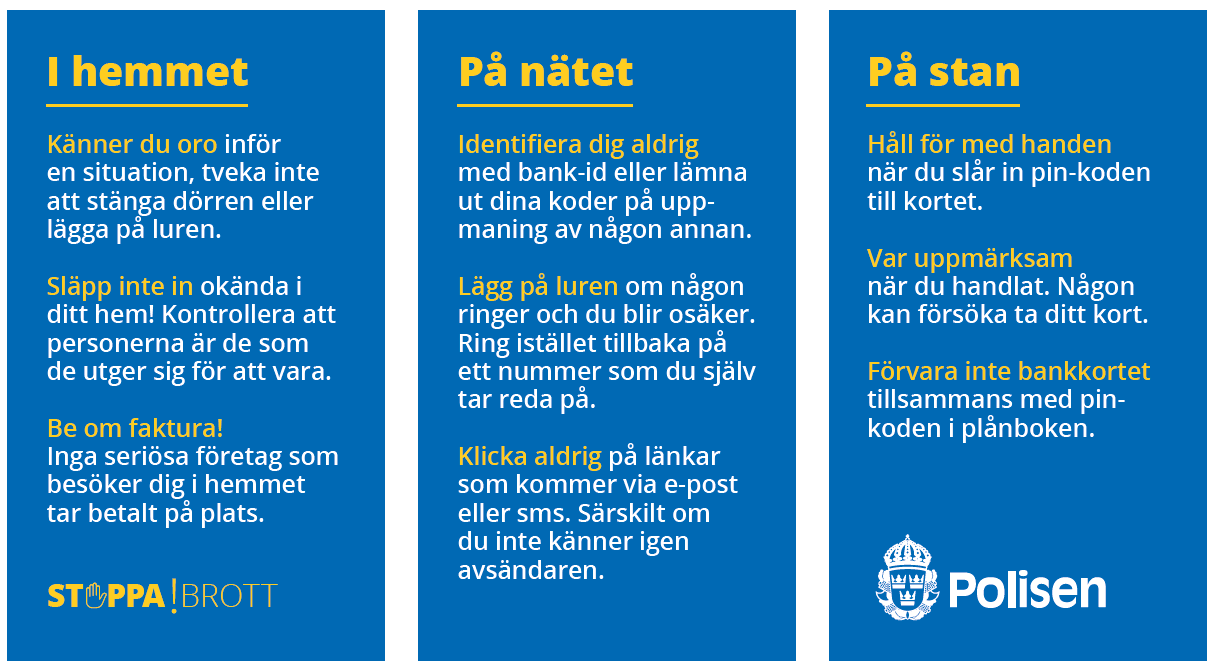 I hemmet
Känner du oro inför
en situation, tveka inte
att stänga dörren eller
lägga på luren.
Släpp inte in okända i
ditt hem! Kontrollera att
personerna är de som
de utger sig för att vara.
Be om faktura!
Inga seriösa företag som
besöker dig i hemmet
tar betalt på plats.
STOPPA!BROTT
På nätet
Identifiera dig aldrig
med bank-id eller lämna
ut dina koder på upp-
maning av någon annan.
Lägg på luren om någon
ringer och du blir osäker.
Ring istället tillbaka på
ett nummer som du själv
tar reda på.
Klicka aldrig på länkar
som kommer via e-post
eller sms. Särskilt om
du inte känner igen
avsändaren.
På stan
Håll för med handen
när du slår in pin-koden
till kortet.
Var uppmärksam
när du handlat. Någon
kan försöka ta ditt kort.
Förvara inte bankkortet
tillsammans med pin-
koden i plånboken.
Polisen